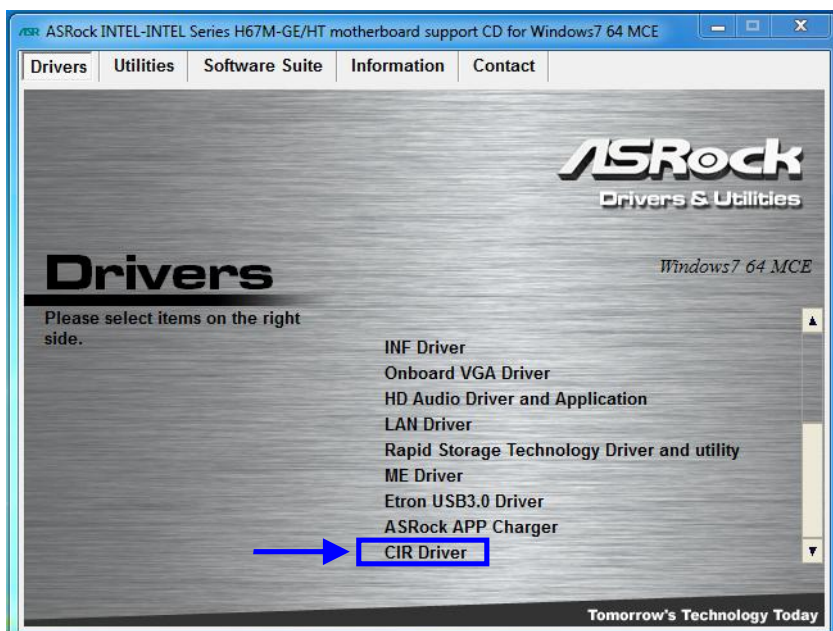 ASRock INTEL-INTEL Series H67M-GE/HT motherboard support CD for Windows7 64 MCE
Drivers Utilities Software Suite Information Contact
ASRock
Drivers & Utilities
Windows7 64 MCE
Drivers
Please select items on the right
side.
INF Driver
Onboard VGA Driver
HD Audio Driver and Application
LAN Driver
Rapid Storage Technology Driver and utility
ME Driver
Etron USB3.0 Driver
ASRock APP Charger
CIR Driver
Tomorrow's Technology Today